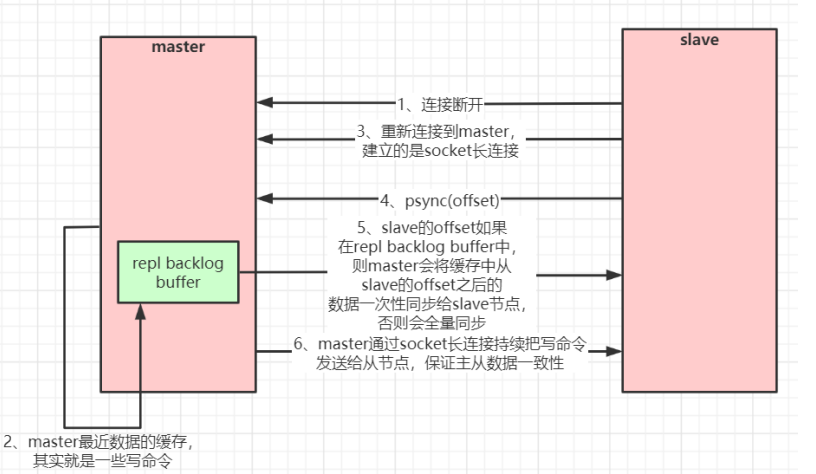 master
slave
1、连接断开
3、重新连接到master，
建立的是socket长连接
4、psync(offset)
5、slave的offset如果
在repl backlog buffer中，
则master会将缓存中从
slave的offset之后的
数据一次性同步给slave节点，
否则会全量同步
repl backlog
buffer
6、master通过socket长连接持续把写命令
发送给从节点，保证主从数据一致性
2、master最近数据的缓存，
其实就是一些写命令